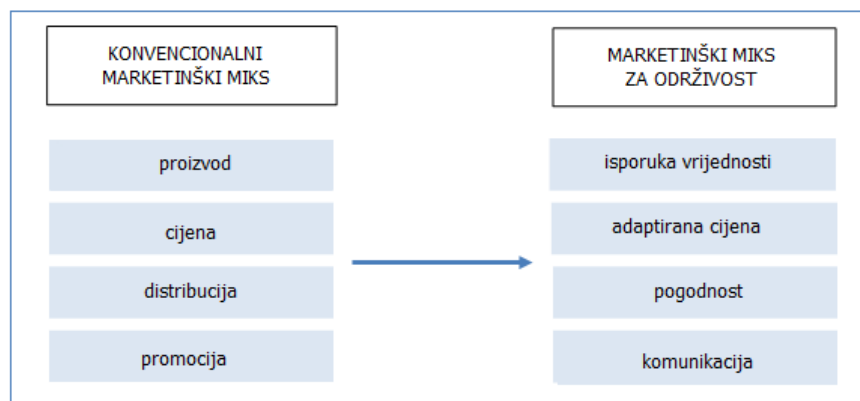 KONVENCIONALNI
MARKETINŠKI MIKS
proizvod
cijena
distribucija
promocija
MARKETINŠKI MIKS
ZA ODRŽIVOST
isporuka vrijednosti
adaptirana cijena
pogodnost
komunikacija